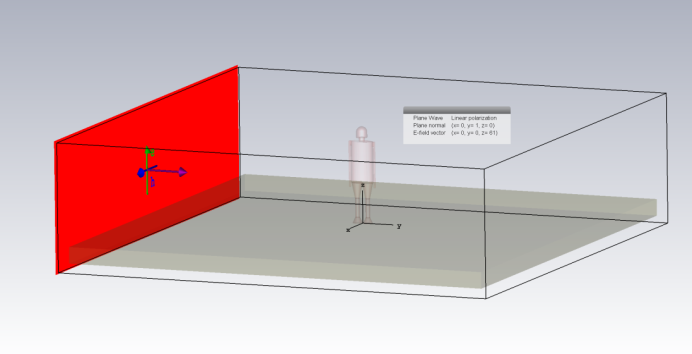 Plane Wave Linear polarization
Plane normal (x= 0, y= 1, z= 0)
E-field vector (x= 0, y= 0, z= 61)
z
x
y